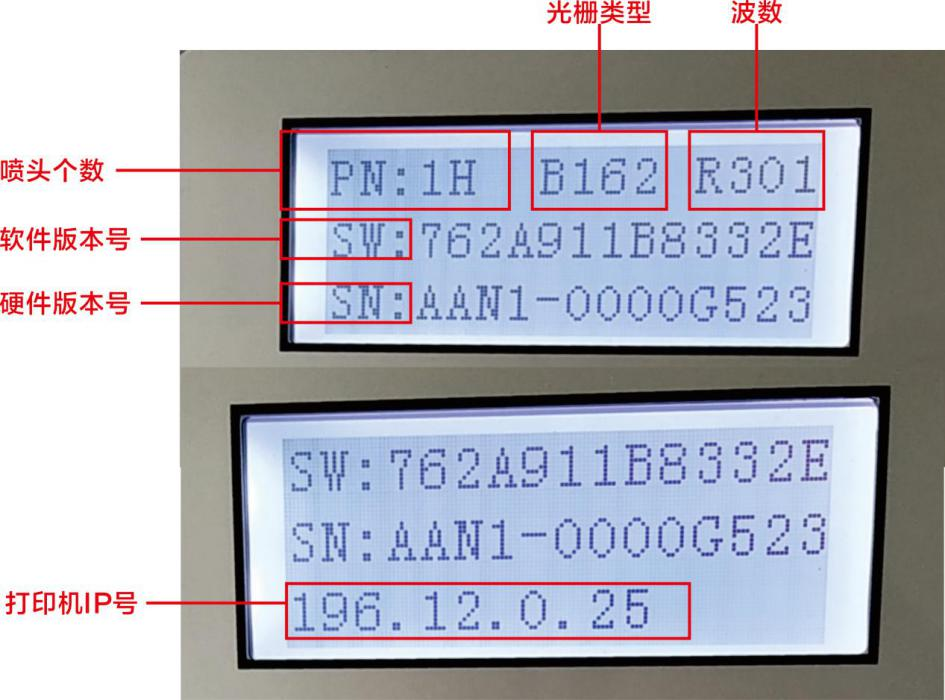 光栅类型 波数
喷头个数 PN:1H B162 R301
软件版本号 SW:762A911B8332E
硬件版本号 SN:AAN1-0000G523
SW:762A911B8332E
SN:AAN1-0000G523
打印机IP号 196.12.0.25